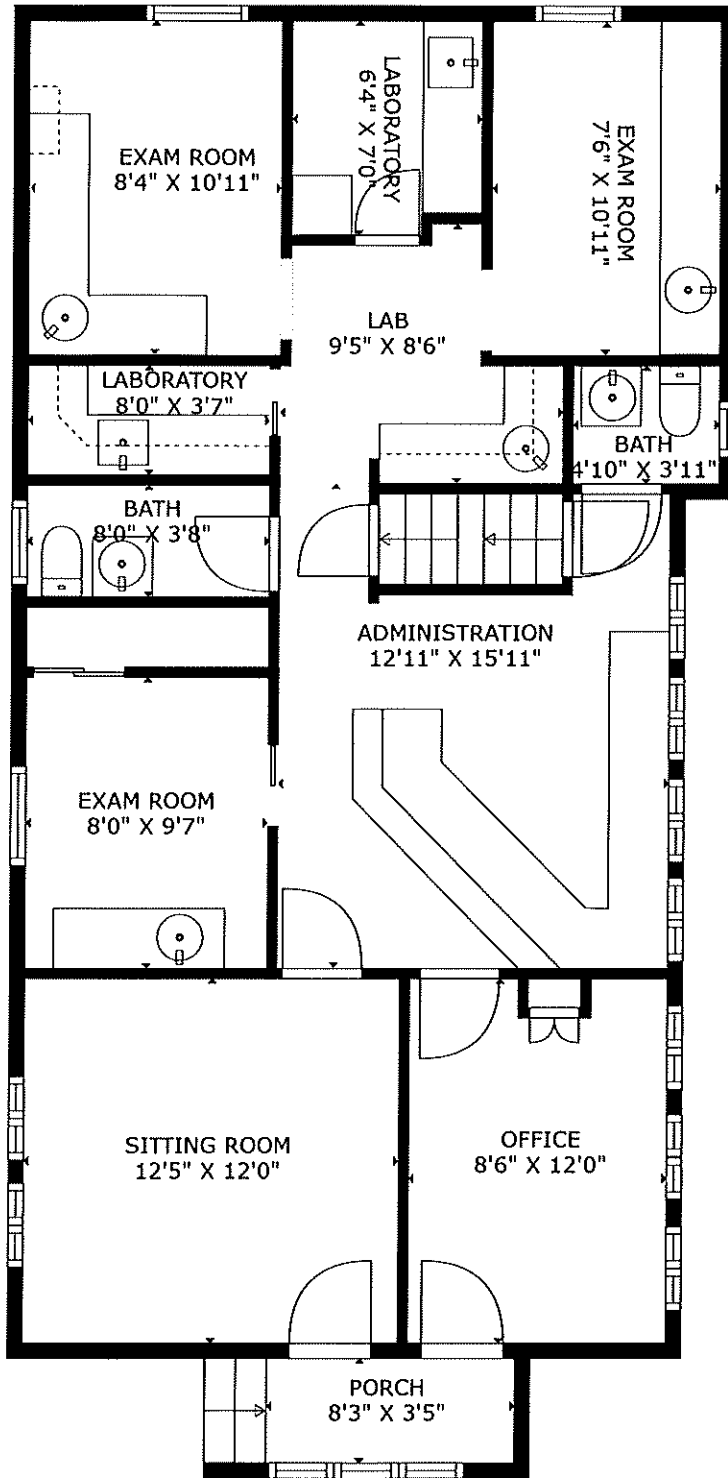 EXAM ROOM
8'4" X 10'11"
LABORATORY
6'4" X 7'0"
EXAM ROOM
7'6" X 10'11"
LAB
9'5" X 8'6"
LABORATORY
8'0" X 3'7"
BATH
4'10" X 3'11"
BATH
8'0" X 3'8"
ADMINISTRATION
12'11" X 15'11"
EXAM ROOM
8'0" X 9'7"
SITTING ROOM
12'5" X 12'0"
OFFICE
8'6" X 12'0"
PORCH
8'3" X 3'5"